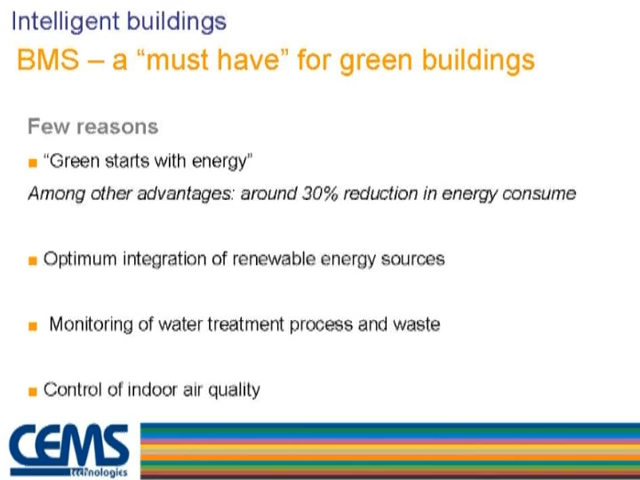 Intelligent buildings
BMS – a “must have” for green buildings
Few reasons
“Green starts with energy”
Among other advantages: around 30% reduction in energy consume
Optimum integration of renewable energy sources
Monitoring of water treatment process and waste
Control of indoor air quality
CEMS
technologies